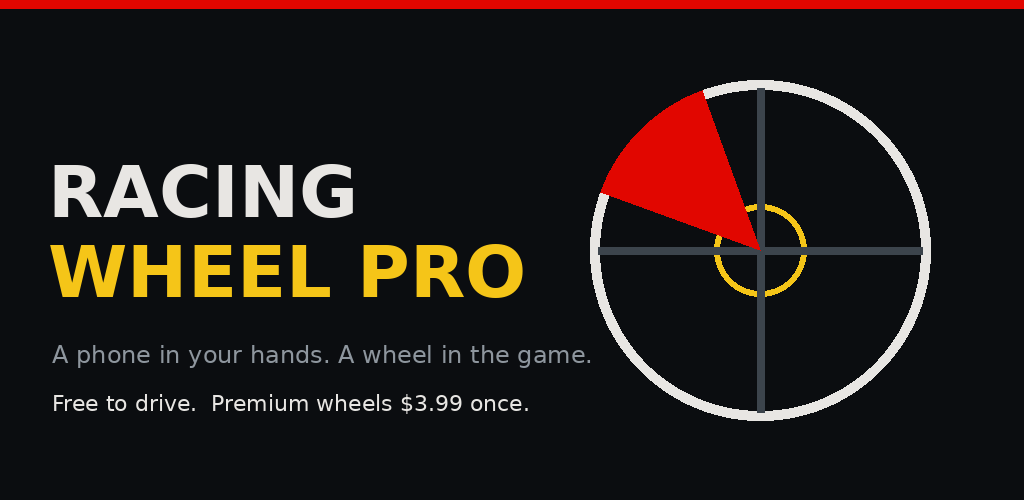 RACING
WHEEL PRO
A phone in your hands. A wheel in the game.
Free to drive.  Premium wheels $3.99 once.